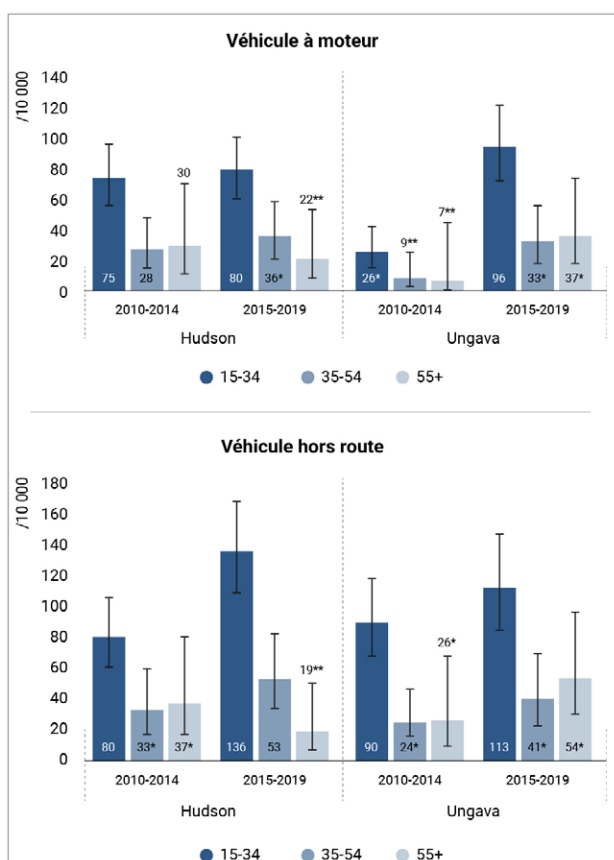 Véhicule à moteur
/10 000
140
120
100
80
60
40
20
0
75 28 30 80 36* 22** 26* 9** 7** 96 33* 37*
2010-2014 2015-2019 2010-2014 2015-2019
Hudson Ungava
15-34 35-54 55+
Véhicule hors route
/10 000
180
160
140
120
100
80
60
40
20
0
80 33* 37* 136 53 19** 90 24* 26* 113 41* 54*
2010-2014 2015-2019 2010-2014 2015-2019
Hudson Ungava
15-34 35-54 55+